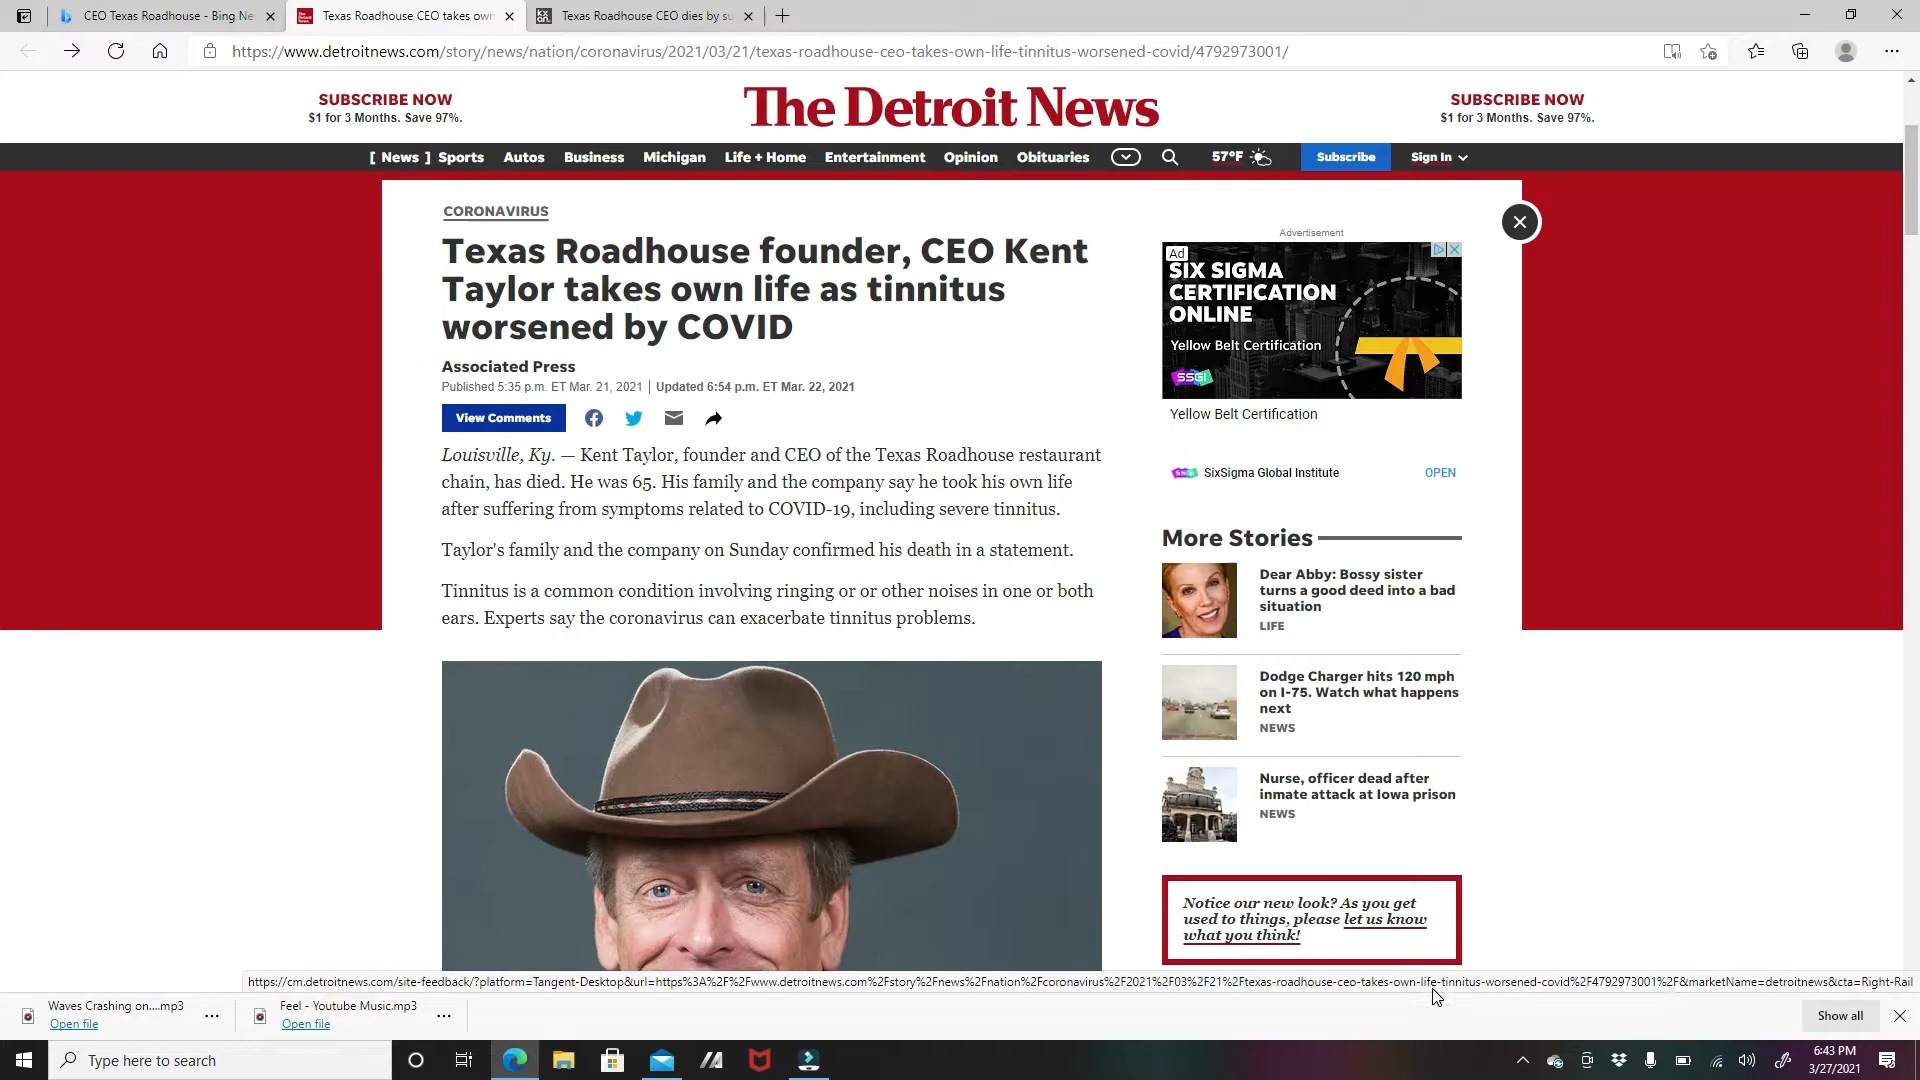 CEO Texas Roadhouse - Bing Ne
Texas Roadhouse CEO takes own
Texas Roadhouse CEO dies by su
https://www.detroitnews.com/story/news/nation/coronavirus/2021/03/21/texas-roadhouse-ceo-takes-own-life-tinnitus-worsened-covid/4792973001/
SUBSCRIBE NOW
$1 for 3 Months. Save 97%.
The Detroit News
SUBSCRIBE NOW
$1 for 3 Months. Save 97%.
[ News ] Sports Autos Business Michigan Life + Home Entertainment Opinion Obituaries 57°F Subscribe Sign In
CORONAVIRUS
Texas Roadhouse founder, CEO Kent
Taylor takes own life as tinnitus
worsened by COVID
Associated Press
Published 5:35 p.m. ET Mar. 21, 2021 | Updated 6:54 p.m. ET Mar. 22, 2021
View Comments
Louisville, Ky. — Kent Taylor, founder and CEO of the Texas Roadhouse restaurant
chain, has died. He was 65. His family and the company say he took his own life
after suffering from symptoms related to COVID-19, including severe tinnitus.
Taylor's family and the company on Sunday confirmed his death in a statement.
Tinnitus is a common condition involving ringing or or other noises in one or both
ears. Experts say the coronavirus can exacerbate tinnitus problems.
Advertisement
Ad
SIX SIGMA
CERTIFICATION
ONLINE
Yellow Belt Certification
SSGI
Yellow Belt Certification
SSGI SixSigma Global Institute OPEN
More Stories
Dear Abby: Bossy sister
turns a good deed into a bad
situation
LIFE
Dodge Charger hits 120 mph
on I-75. Watch what happens
next
NEWS
Nurse, officer dead after
inmate attack at Iowa prison
NEWS
Notice our new look? As you get
used to things, please let us know
what you think!
https://cm.detroitnews.com/site-feedback/?platform=Tangent-Desktop&url=https%3A%2F%2Fwww.detroitnews.com%2Fstory%2Fnews%2Fnation%2Fcoronavirus%2F2021%2F03%2F21%2Ftexas-roadhouse-ceo-takes-own-life-tinnitus-worsened-covid%2F4792973001%2F&marketName=detroitnews&cta=Right-Rail
Waves Crashing on....mp3
Open file
Feel - Youtube Music.mp3
Open file
Show all
Type here to search
6:43 PM
3/27/2021